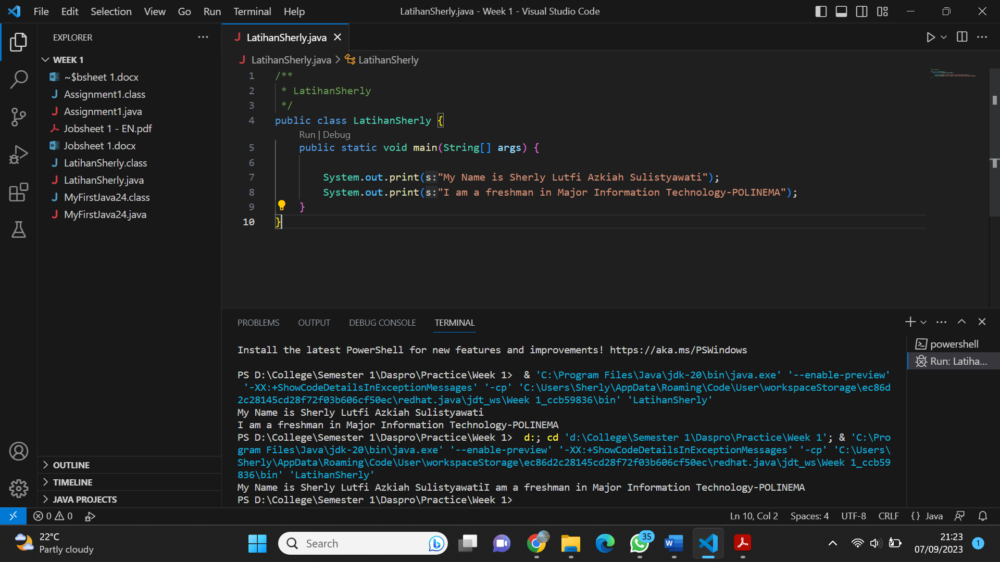 File Edit Selection View Go Run Terminal Help
LatihanSherly.java - Week 1 - Visual Studio Code
EXPLORER
WEEK 1
~$bsheet 1.docx
Assignment1.class
Assignment1.java
Jobsheet 1 - EN.pdf
Jobsheet 1.docx
LatihanSherly.class
LatihanSherly.java
MyFirstJava24.class
MyFirstJava24.java
OUTLINE
TIMELINE
JAVA PROJECTS
LatihanSherly.java
LatihanSherly.java > LatihanSherly
1 /**
2 * LatihanSherly
3 */
4 public class LatihanSherly {
Run | Debug
5 public static void main(String[] args) {
6
7 System.out.print(s:"My Name is Sherly Lutfi Azkiah Sulistyawati");
8 System.out.print(s:"I am a freshman in Major Information Technology-POLINEMA");
9 }
10 }
PROBLEMS OUTPUT DEBUG CONSOLE TERMINAL
Install the latest PowerShell for new features and improvements! https://aka.ms/PSWindows
PS D:\College\Semester 1\Daspro\Practice\Week 1>  & 'C:\Program Files\Java\jdk-20\bin\java.exe' '--enable-preview'
'-XX:+ShowCodeDetailsInExceptionMessages' '-cp' 'C:\Users\Sherly\AppData\Roaming\Code\User\workspaceStorage\ec86d
2c28145cd28f72f03b606cf50ec\redhat.java\jdt_ws\Week 1_ccb59836\bin' 'LatihanSherly'
My Name is Sherly Lutfi Azkiah Sulistyawati
I am a freshman in Major Information Technology-POLINEMA
PS D:\College\Semester 1\Daspro\Practice\Week 1>  d:; cd 'd:\College\Semester 1\Daspro\Practice\Week 1'; & 'C:\Pro
gram Files\Java\jdk-20\bin\java.exe' '--enable-preview' '-XX:+ShowCodeDetailsInExceptionMessages' '-cp' 'C:\Users\
Sherly\AppData\Roaming\Code\User\workspaceStorage\ec86d2c28145cd28f72f03b606cf50ec\redhat.java\jdt_ws\Week 1_ccb59
836\bin' 'LatihanSherly'
My Name is Sherly Lutfi Azkiah SulistyawatiI am a freshman in Major Information Technology-POLINEMA
PS D:\College\Semester 1\Daspro\Practice\Week 1>
powershell
Run: Latiha...
0 0
Ln 10, Col 2 Spaces: 4 UTF-8 CRLF {} Java
22°C
Partly cloudy
Search
35
21:23
07/09/2023
1